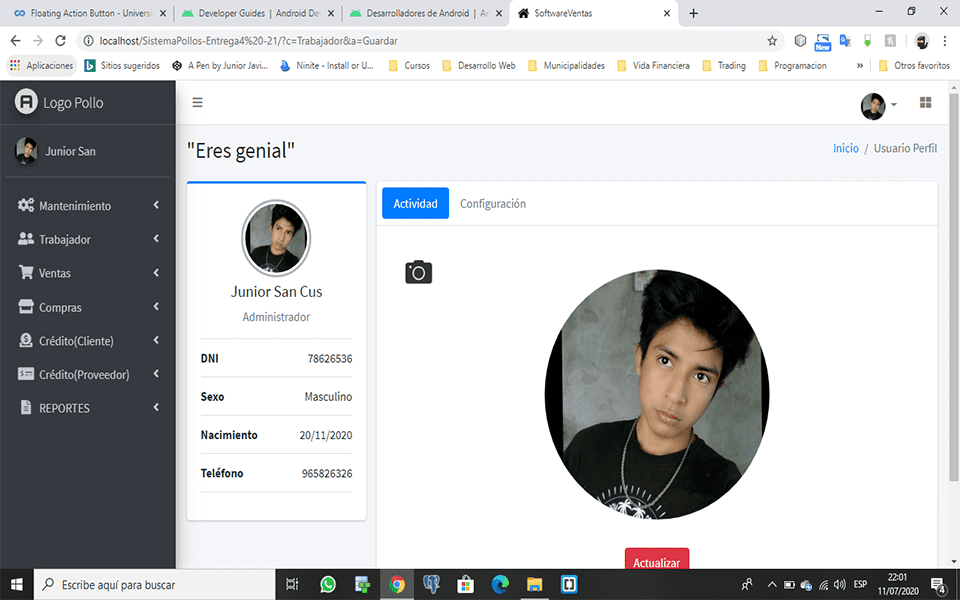 Floating Action Button - Universi
Developer Guides | Android De
Desarrolladores de Android | An
SoftwareVentas
localhost/SistemaPollos-Entrega4%20-21/?c=Trabajador&a=Guardar
Aplicaciones
Sitios sugeridos
A Pen by Junior Javi...
Ninite - Install or U...
Cursos
Desarrollo Web
Municipalidades
Vida Financiera
Trading
Programacion
»
Otros favoritos
New
Logo Pollo
Junior San
Mantenimiento
Trabajador
Ventas
Compras
Crédito(Cliente)
Crédito(Proveedor)
REPORTES
"Eres genial"
Inicio / Usuario Perfil
Junior San Cus
Administrador
DNI 78626536
Sexo Masculino
Nacimiento 20/11/2020
Teléfono 965826326
Actividad
Configuración
Actualizar
Escribe aquí para buscar
ESP
22:01
11/07/2020
4